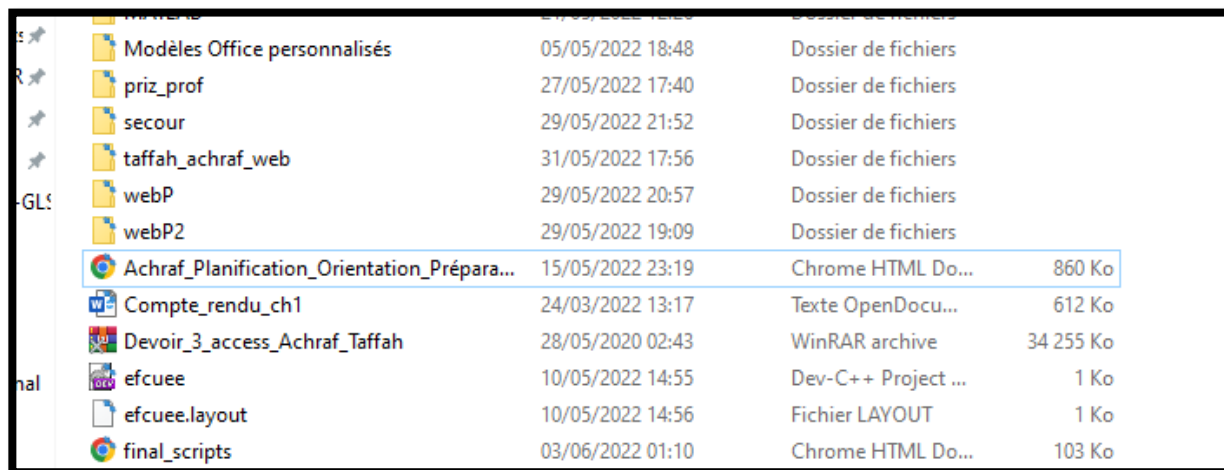 Modèles Office personnalisés 05/05/2022 18:48 Dossier de fichiers
R priz_prof 27/05/2022 17:40 Dossier de fichiers
secour 29/05/2022 21:52 Dossier de fichiers
taffah_achraf_web 31/05/2022 17:56 Dossier de fichiers
-GLS webP 29/05/2022 20:57 Dossier de fichiers
webP2 29/05/2022 19:09 Dossier de fichiers
Achraf_Planification_Orientation_Prépara... 15/05/2022 23:19 Chrome HTML Do... 860 Ko
Compte_rendu_ch1 24/03/2022 13:17 Texte OpenDocu... 612 Ko
Devoir_3_access_Achraf_Taffah 28/05/2020 02:43 WinRAR archive 34 255 Ko
nal efcuee 10/05/2022 14:55 Dev-C++ Project ... 1 Ko
efcuee.layout 10/05/2022 14:56 Fichier LAYOUT 1 Ko
final_scripts 03/06/2022 01:10 Chrome HTML Do... 103 Ko